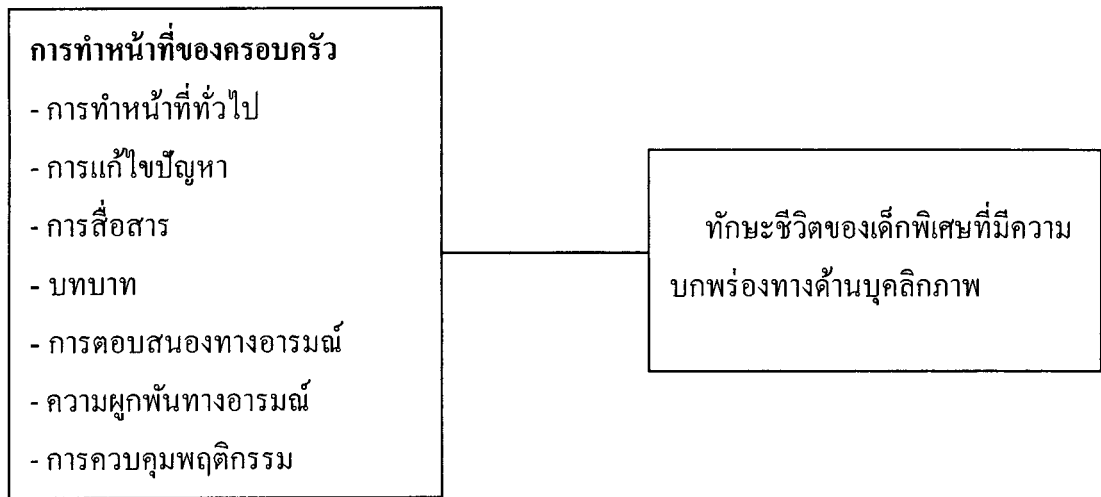 การทำหน้าที่ของครอบครัว
- การทำหน้าที่ทั่วไป
- การแก้ไขปัญหา
- การสื่อสาร
- บทบาท
- การตอบสนองทางอารมณ์
- ความผูกพันทางอารมณ์
- การควบคุมพฤติกรรม
ทักษะชีวิตของเด็กพิเศษที่มีความ
บกพร่องทางด้านบุคลิกภาพ